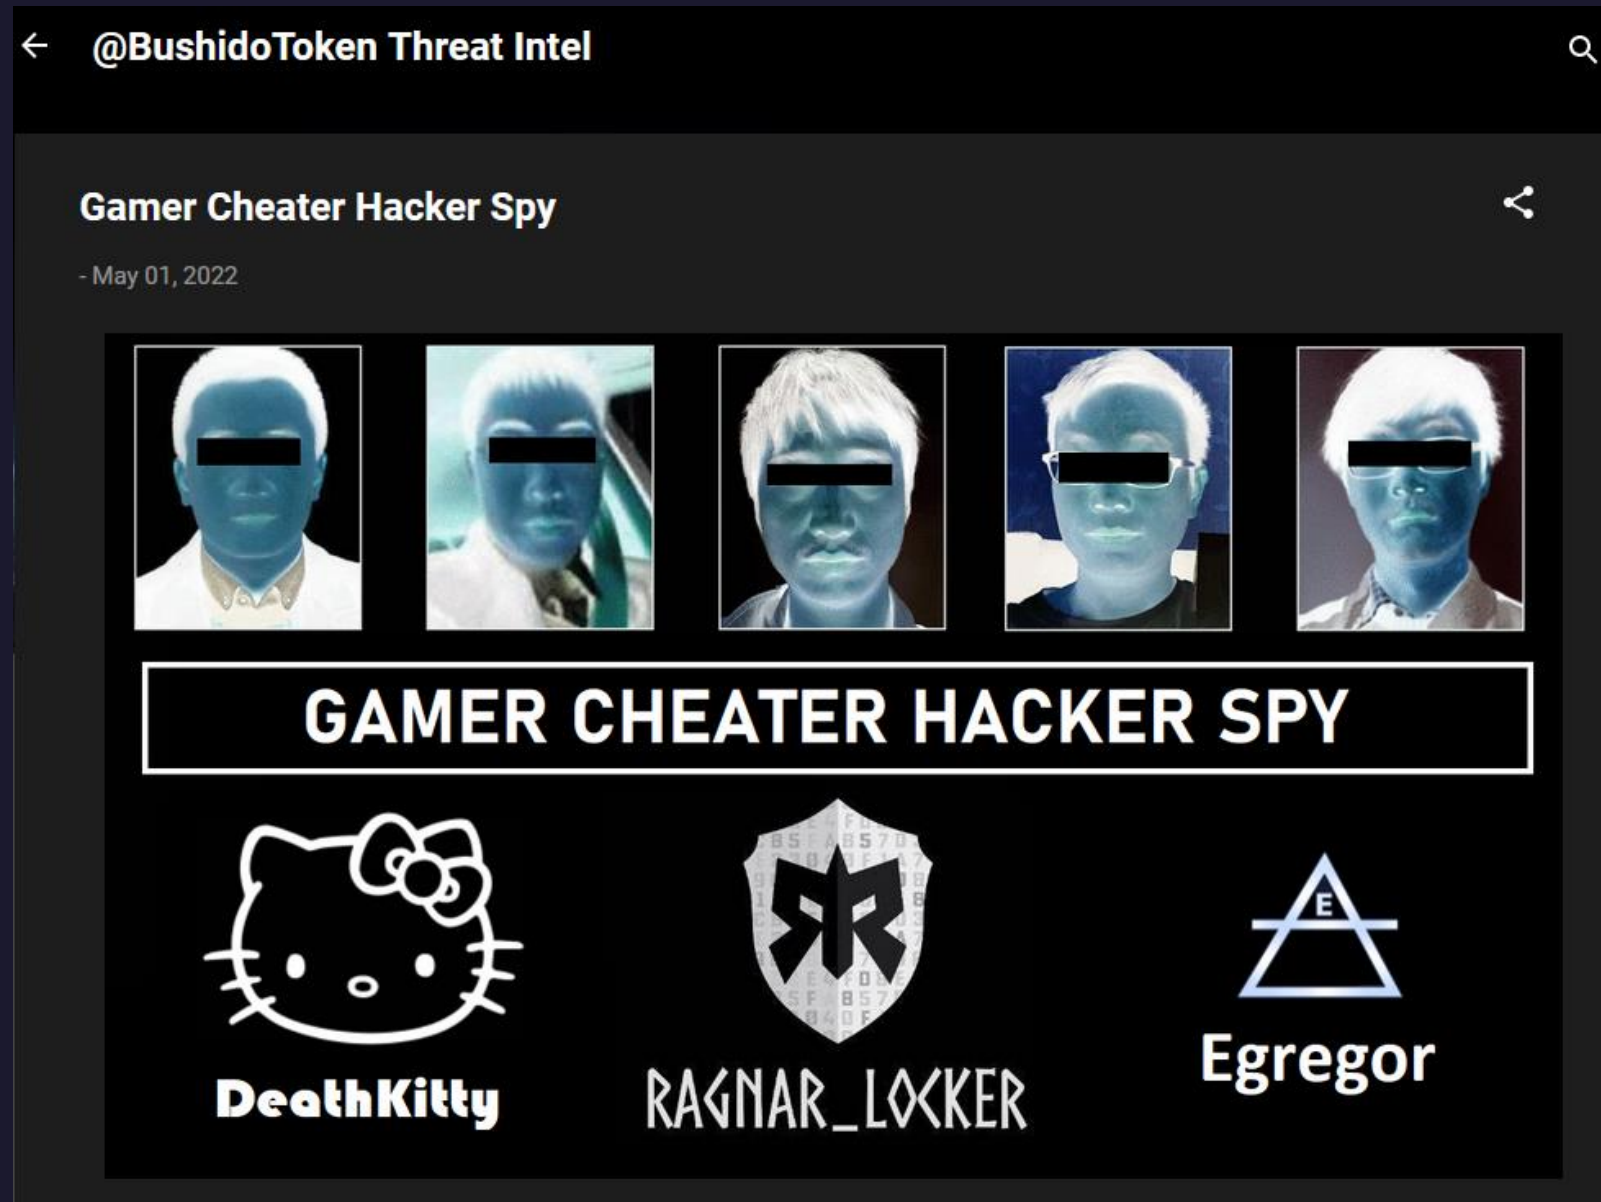 @BushidoToken Threat Intel
Gamer Cheater Hacker Spy
- May 01, 2022
GAMER CHEATER HACKER SPY
DeathKitty
RAGNAR_LOCKER
E
Egregor